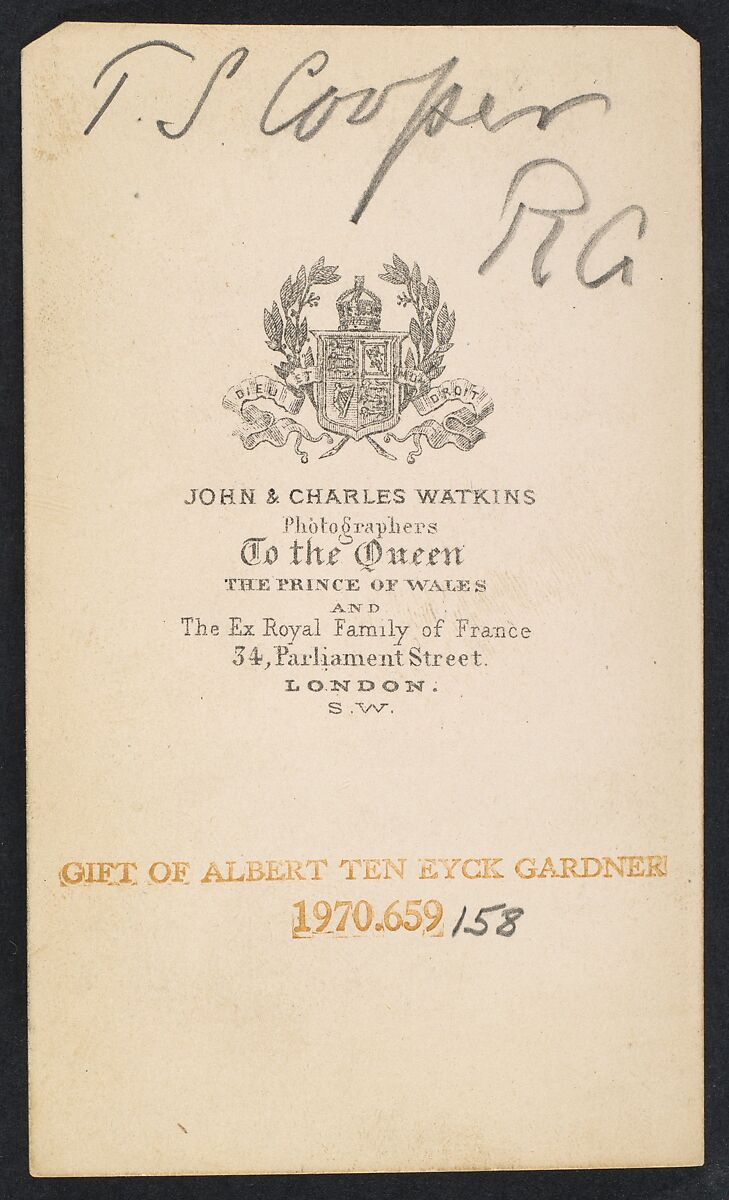 T. S Cooper
RA
DIEU ET MON DROIT
JOHN & CHARLES WATKINS
Photographers
To the Queen
THE PRINCE OF WALES
AND
The Ex Royal Family of France
34, Parliament Street.
LONDON.
S.W.
GIFT OF ALBERT TEN EYCK GARDNER
1970.659 158